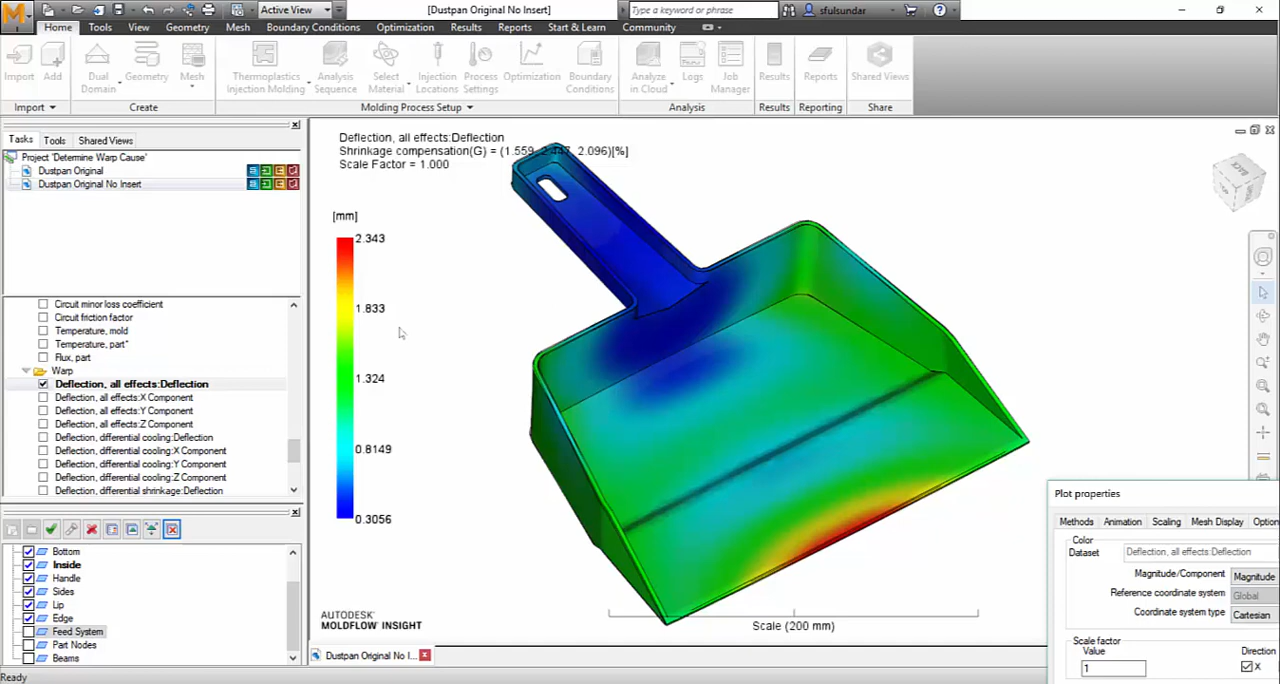 Active View
[Dustpan Original No Insert]
Type a keyword or phrase
sfulsundar
Home Tools View Geometry Mesh Boundary Conditions Optimization Results Reports Start & Learn Community
Import
Add
Dual Domain
Geometry
Mesh
Thermoplastics Injection Molding
Analysis Sequence
Select Material
Injection Locations
Process Settings
Optimization
Boundary Conditions
Analyze in Cloud
Logs
Job Manager
Results
Reports
Shared Views
Import
Create
Molding Process Setup
Analysis
Results
Reporting
Share
Tasks Tools Shared Views
Project 'Determine Warp Cause'
Dustpan Original
Dustpan Original No Insert
Circuit minor loss coefficient
Circuit friction factor
Temperature, mold
Temperature, part*
Flux, part
Warp
Deflection, all effects:Deflection
Deflection, all effects:X Component
Deflection, all effects:Y Component
Deflection, all effects:Z Component
Deflection, differential cooling:Deflection
Deflection, differential cooling:X Component
Deflection, differential cooling:Y Component
Deflection, differential cooling:Z Component
Deflection, differential shrinkage:Deflection
Bottom
Inside
Handle
Sides
Lip
Edge
Feed System
Part Nodes
Beams
Ready
Deflection, all effects:Deflection
Shrinkage compensation(G) = (1.559, 2.447, 2.096)[%]
Scale Factor = 1.000
[mm]
2.343
1.833
1.324
0.8149
0.3056
AUTODESK
MOLDFLOW INSIGHT
Scale (200 mm)
Dustpan Original No I...
Plot properties
Methods Animation Scaling Mesh Display Option
Color
Dataset Deflection, all effects:Deflection
Magnitude/Component Magnitude
Reference coordinate system Global
Coordinate system type Cartesian
Scale factor
Value Direction
1 X